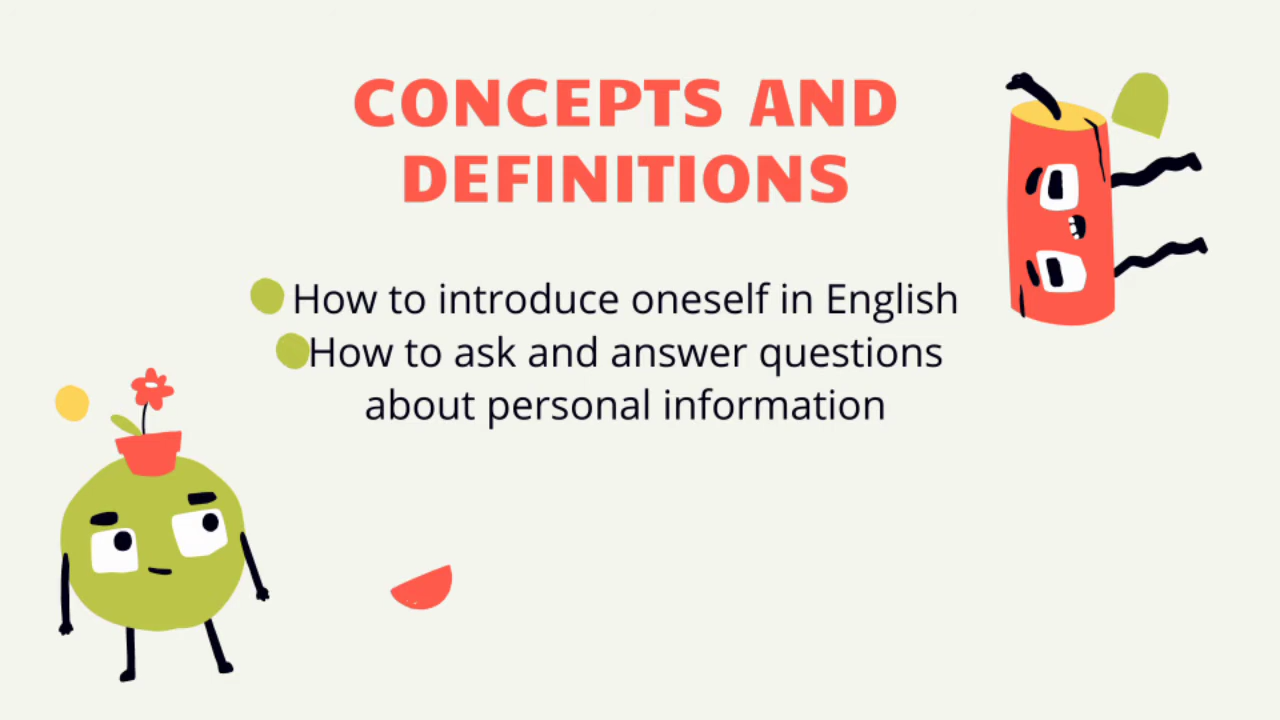 CONCEPTS AND
DEFINITIONS
How to introduce oneself in English
How to ask and answer questions
about personal information